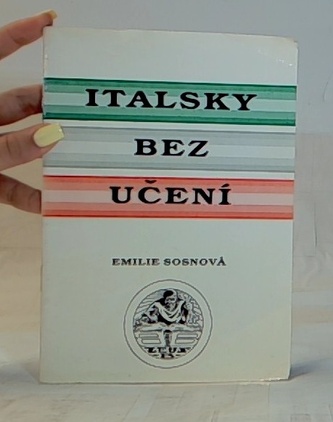 ITALSKY
BEZ
UČENÍ
EMILIE SOSNOVÁ